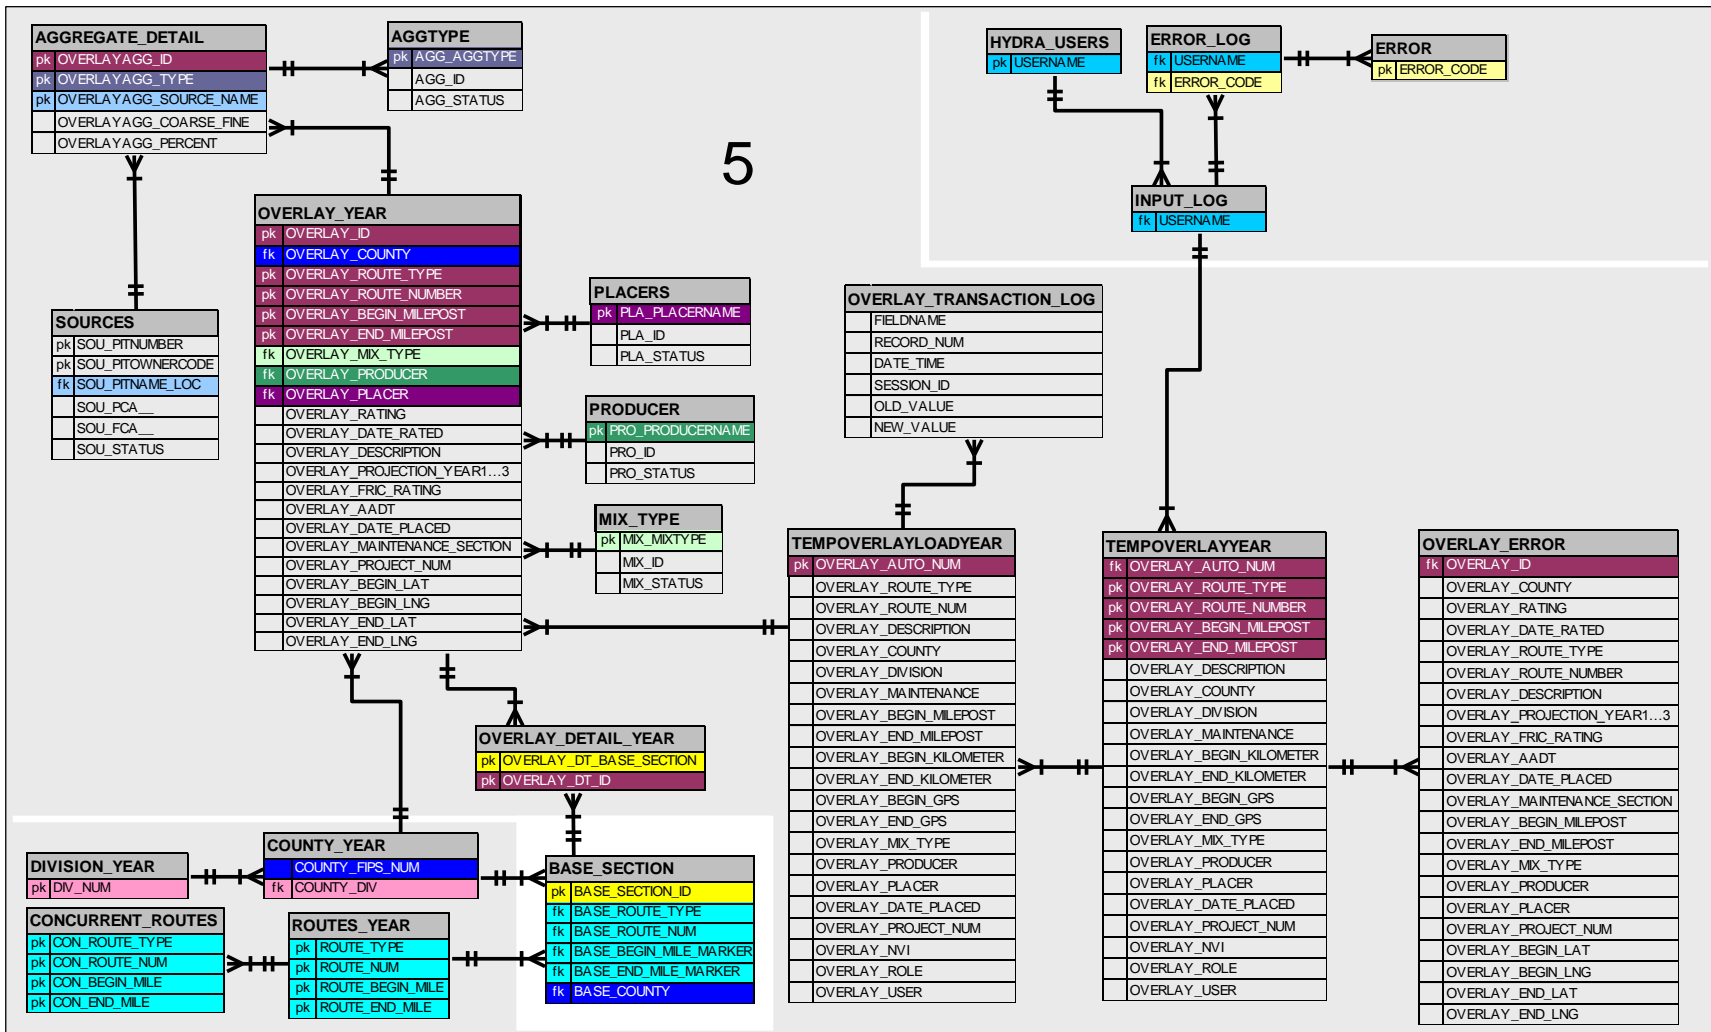 AGGREGATE_DETAIL
pk OVERLAYAGG_ID
pk OVERLAYAGG_TYPE
pk OVERLAYAGG_SOURCE_NAME
OVERLAYAGG_COARSE_FINE
OVERLAYAGG_PERCENT
AGGTYPE
pk AGG_AGGTYPE
AGG_ID
AGG_STATUS
HYDRA_USERS
pk USERNAME
ERROR_LOG
fk USERNAME
fk ERROR_CODE
ERROR
pk ERROR_CODE
5
INPUT_LOG
fk USERNAME
OVERLAY_YEAR
pk OVERLAY_ID
fk OVERLAY_COUNTY
pk OVERLAY_ROUTE_TYPE
pk OVERLAY_ROUTE_NUMBER
pk OVERLAY_BEGIN_MILEPOST
pk OVERLAY_END_MILEPOST
fk OVERLAY_MIX_TYPE
fk OVERLAY_PRODUCER
fk OVERLAY_PLACER
OVERLAY_RATING
OVERLAY_DATE_RATED
OVERLAY_DESCRIPTION
OVERLAY_PROJECTION_YEAR1...3
OVERLAY_FRIC_RATING
OVERLAY_AADT
OVERLAY_DATE_PLACED
OVERLAY_MAINTENANCE_SECTION
OVERLAY_PROJECT_NUM
OVERLAY_BEGIN_LAT
OVERLAY_BEGIN_LNG
OVERLAY_END_LAT
OVERLAY_END_LNG
SOURCES
pk SOU_PITNUMBER
pk SOU_PITOWNERCODE
fk SOU_PITNAME_LOC
SOU_PCA__
SOU_FCA__
SOU_STATUS
PLACERS
pk PLA_PLACERNAME
PLA_ID
PLA_STATUS
PRODUCER
pk PRO_PRODUCERNAME
PRO_ID
PRO_STATUS
MIX_TYPE
pk MIX_MIXTYPE
MIX_ID
MIX_STATUS
OVERLAY_TRANSACTION_LOG
FIELDNAME
RECORD_NUM
DATE_TIME
SESSION_ID
OLD_VALUE
NEW_VALUE
TEMPOVERLAYLOADYEAR
pk OVERLAY_AUTO_NUM
OVERLAY_ROUTE_TYPE
OVERLAY_ROUTE_NUM
OVERLAY_DESCRIPTION
OVERLAY_COUNTY
OVERLAY_DIVISION
OVERLAY_MAINTENANCE
OVERLAY_BEGIN_MILEPOST
OVERLAY_END_MILEPOST
OVERLAY_BEGIN_KILOMETER
OVERLAY_END_KILOMETER
OVERLAY_BEGIN_GPS
OVERLAY_END_GPS
OVERLAY_MIX_TYPE
OVERLAY_PRODUCER
OVERLAY_PLACER
OVERLAY_DATE_PLACED
OVERLAY_PROJECT_NUM
OVERLAY_NVI
OVERLAY_ROLE
OVERLAY_USER
TEMPOVERLAYYEAR
fk OVERLAY_AUTO_NUM
pk OVERLAY_ROUTE_TYPE
pk OVERLAY_ROUTE_NUMBER
pk OVERLAY_BEGIN_MILEPOST
pk OVERLAY_END_MILEPOST
OVERLAY_DESCRIPTION
OVERLAY_COUNTY
OVERLAY_DIVISION
OVERLAY_MAINTENANCE
OVERLAY_BEGIN_KILOMETER
OVERLAY_END_KILOMETER
OVERLAY_BEGIN_GPS
OVERLAY_END_GPS
OVERLAY_MIX_TYPE
OVERLAY_PRODUCER
OVERLAY_PLACER
OVERLAY_DATE_PLACED
OVERLAY_PROJECT_NUM
OVERLAY_NVI
OVERLAY_ROLE
OVERLAY_USER
OVERLAY_ERROR
fk OVERLAY_ID
OVERLAY_COUNTY
OVERLAY_RATING
OVERLAY_DATE_RATED
OVERLAY_ROUTE_TYPE
OVERLAY_ROUTE_NUMBER
OVERLAY_DESCRIPTION
OVERLAY_PROJECTION_YEAR1...3
OVERLAY_FRIC_RATING
OVERLAY_AADT
OVERLAY_DATE_PLACED
OVERLAY_MAINTENANCE_SECTION
OVERLAY_BEGIN_MILEPOST
OVERLAY_END_MILEPOST
OVERLAY_MIX_TYPE
OVERLAY_PRODUCER
OVERLAY_PLACER
OVERLAY_PROJECT_NUM
OVERLAY_BEGIN_LAT
OVERLAY_BEGIN_LNG
OVERLAY_END_LAT
OVERLAY_END_LNG
OVERLAY_DETAIL_YEAR
pk OVERLAY_DT_BASE_SECTION
pk OVERLAY_DT_ID
DIVISION_YEAR
pk DIV_NUM
COUNTY_YEAR
COUNTY_FIPS_NUM
fk COUNTY_DIV
BASE_SECTION
pk BASE_SECTION_ID
fk BASE_ROUTE_TYPE
fk BASE_ROUTE_NUM
fk BASE_BEGIN_MILE_MARKER
fk BASE_END_MILE_MARKER
fk BASE_COUNTY
CONCURRENT_ROUTES
pk CON_ROUTE_TYPE
pk CON_ROUTE_NUM
pk CON_BEGIN_MILE
pk CON_END_MILE
ROUTES_YEAR
pk ROUTE_TYPE
pk ROUTE_NUM
pk ROUTE_BEGIN_MILE
pk ROUTE_END_MILE